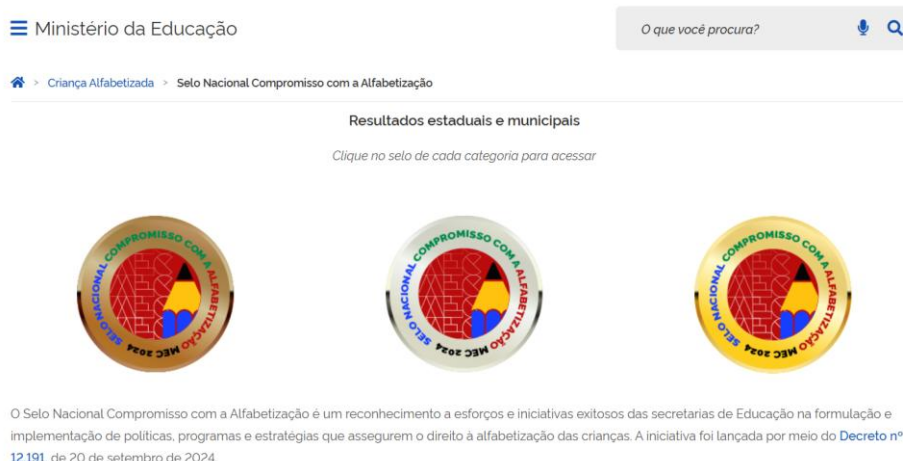 Ministério da Educação
O que você procura?
> Criança Alfabetizada > Selo Nacional Compromisso com a Alfabetização
Resultados estaduais e municipais
Clique no selo de cada categoria para acessar
SELO NACIONAL COMPROMISSO COM A ALFABETIZAÇÃO MEC 2024
SELO NACIONAL COMPROMISSO COM A ALFABETIZAÇÃO MEC 2024
SELO NACIONAL COMPROMISSO COM A ALFABETIZAÇÃO MEC 2024
O Selo Nacional Compromisso com a Alfabetização é um reconhecimento a esforços e iniciativas exitosos das secretarias de Educação na formulação e
implementação de políticas, programas e estratégias que assegurem o direito à alfabetização das crianças. A iniciativa foi lançada por meio do Decreto nº
12.191, de 20 de setembro de 2024.